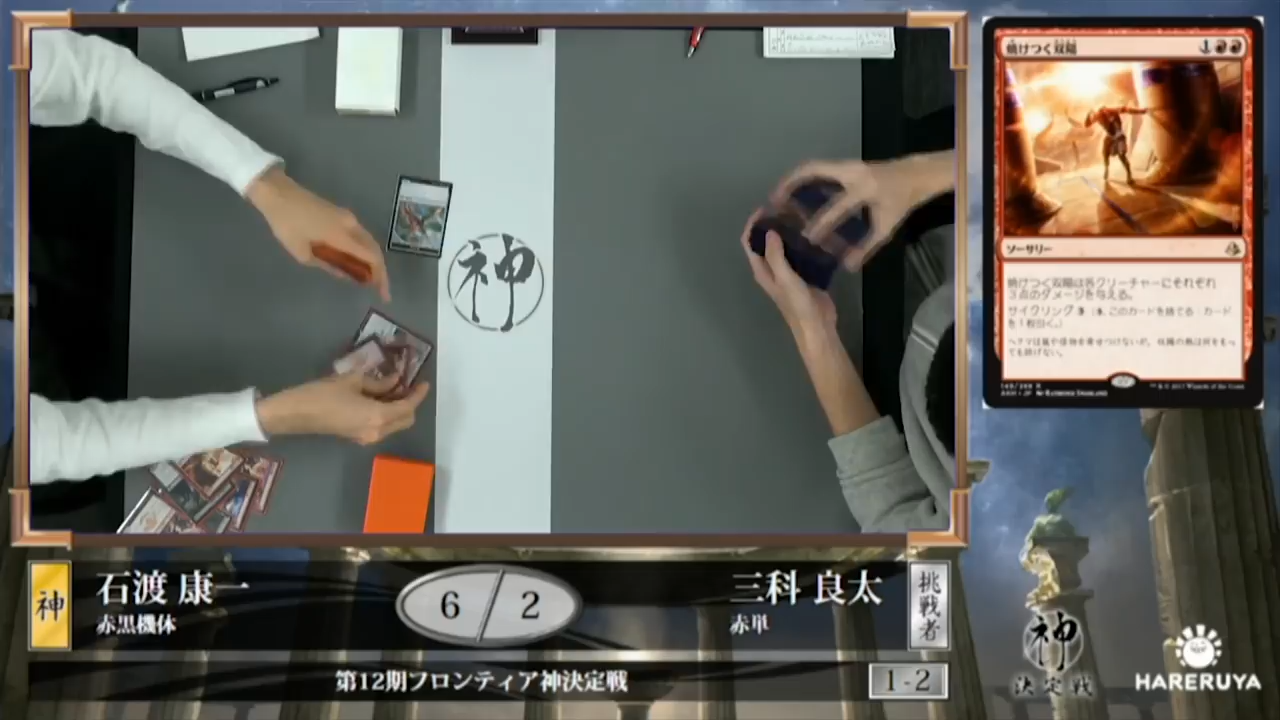 神
焼けつく双陽
ソーサリー
焼けつく双陽は各クリーチャーにそれぞれ
3点のダメージを与える。
神
石渡 康一
赤黒機体
6 / 2
三科 良太
赤単
挑戦者
第12期フロンティア神決定戦
1-2
神
決定戦
HARERUYA